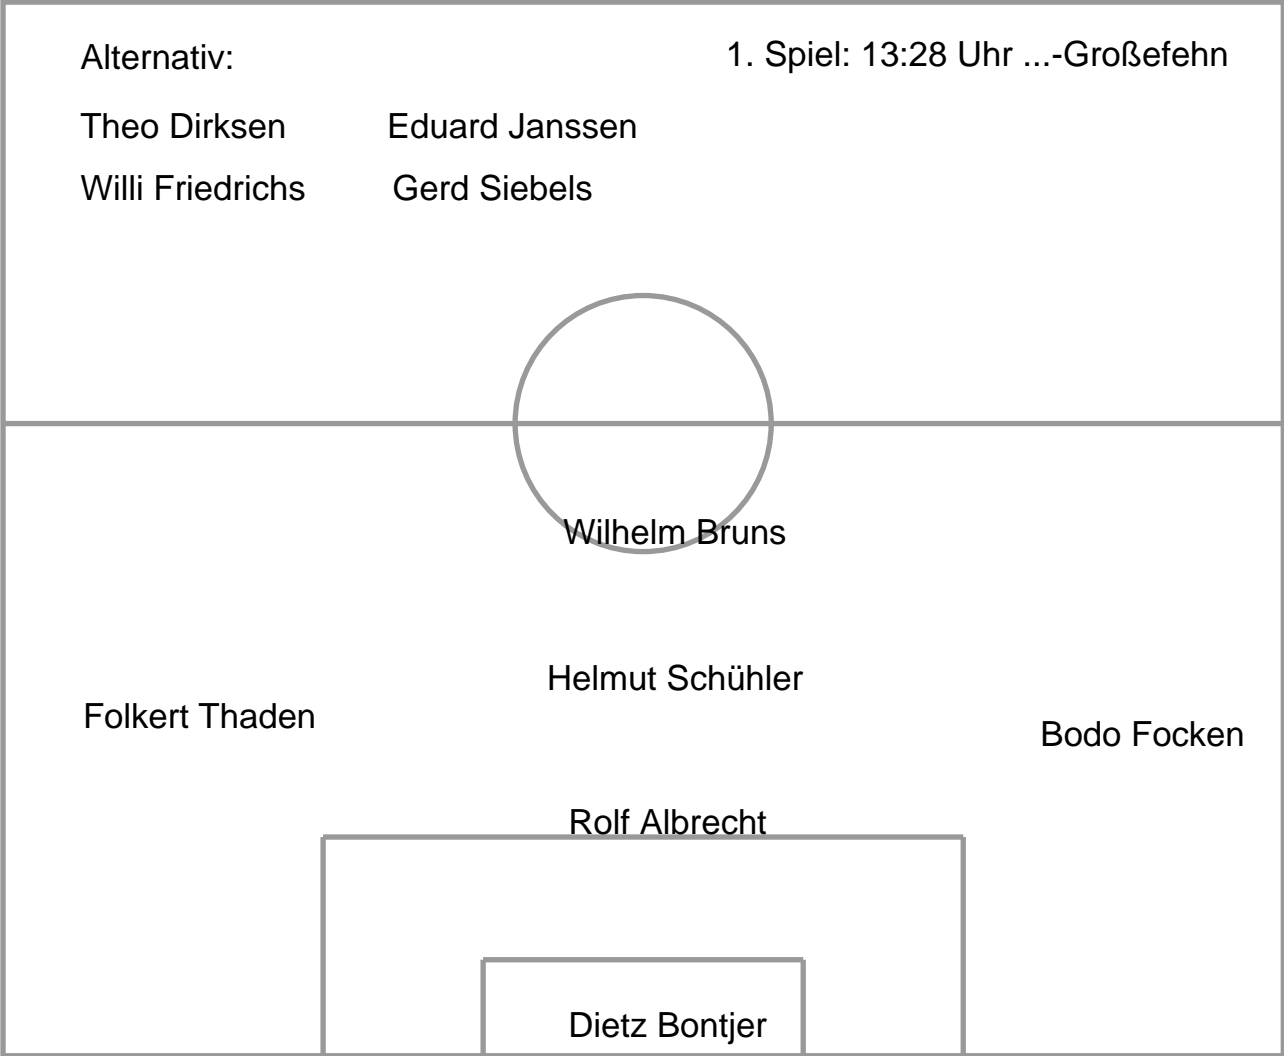 Alternativ:
1. Spiel: 13:28 Uhr ...-Großefehn
Theo Dirksen Eduard Janssen
Willi Friedrichs Gerd Siebels
Wilhelm Bruns
Helmut Schühler
Folkert Thaden
Bodo Focken
Rolf Albrecht
Dietz Bontjer